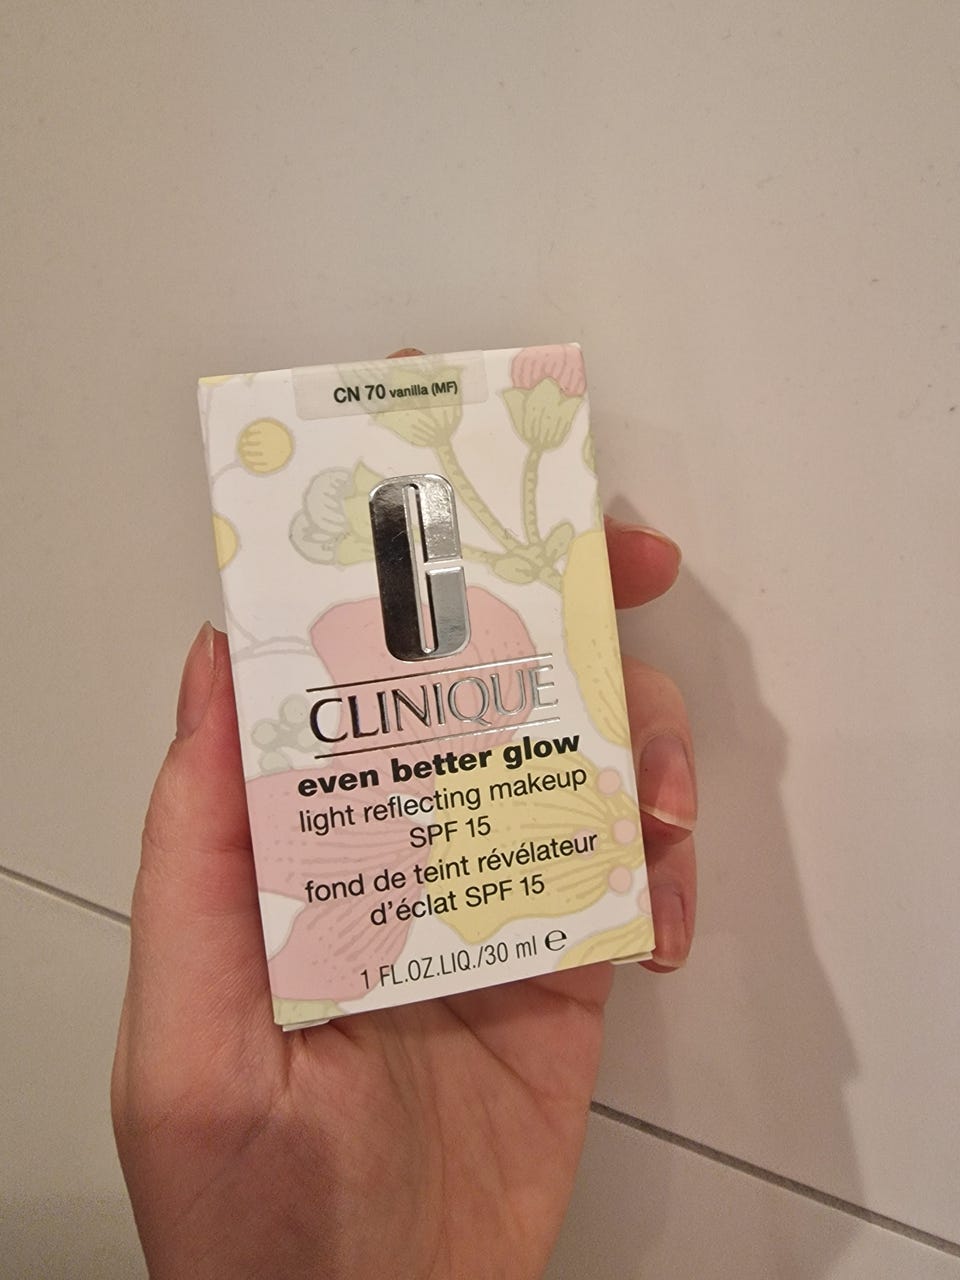 CN 70 vanilla (MF)
CLINIQUE
even better glow
light reflecting makeup
SPF 15
fond de teint révélateur
d'éclat SPF 15
1 FL.OZ.LIQ./30 ml ℮